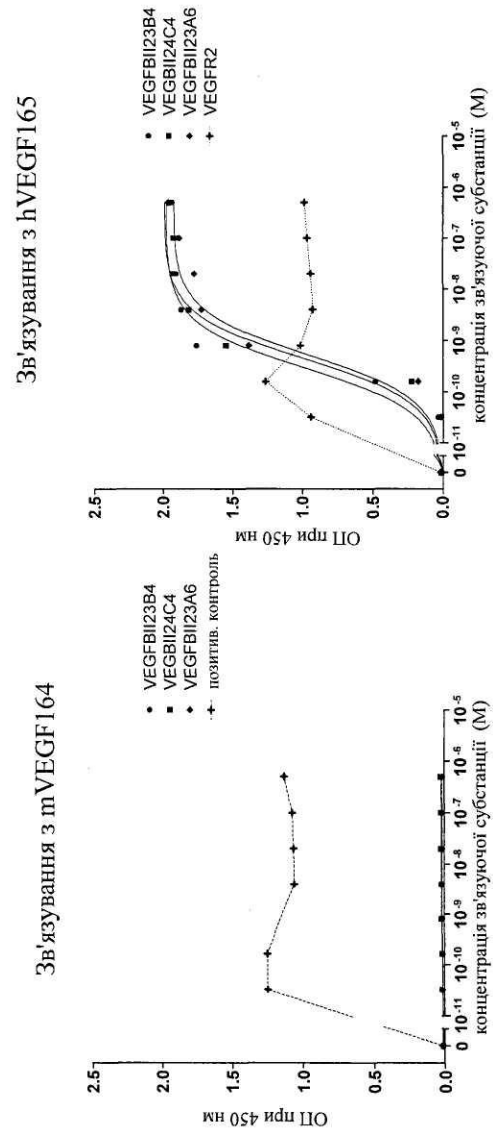 Зв'язування з mVEGF164
VEGFBII23B4
VEGBII24C4
VEGFBII23A6
позитив. контроль
ОП при 450 нм
2.5
2.0
1.5
1.0
0.5
0.0
0 10⁻¹¹ 10⁻¹⁰ 10⁻⁹ 10⁻⁸ 10⁻⁷ 10⁻⁶ 10⁻⁵
концентрація зв'язуючої субстанції (М)
Зв'язування з hVEGF165
VEGFBII23B4
VEGBII24C4
VEGFBII23A6
VEGFR2
ОП при 450 нм
2.5
2.0
1.5
1.0
0.5
0.0
0 10⁻¹¹ 10⁻¹⁰ 10⁻⁹ 10⁻⁸ 10⁻⁷ 10⁻⁶ 10⁻⁵
концентрація зв'язуючої субстанції (М)